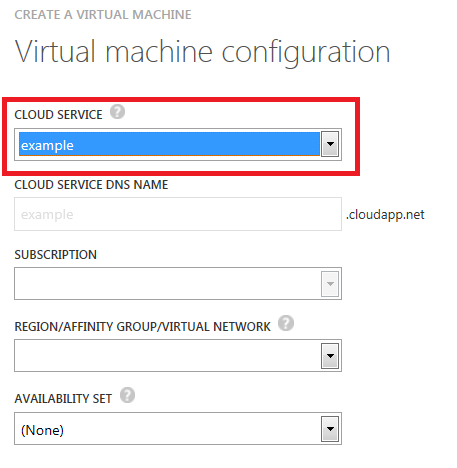 CREATE A VIRTUAL MACHINE
Virtual machine configuration
CLOUD SERVICE ?
example
CLOUD SERVICE DNS NAME
example .cloudapp.net
SUBSCRIPTION
REGION/AFFINITY GROUP/VIRTUAL NETWORK ?
AVAILABILITY SET ?
(None)